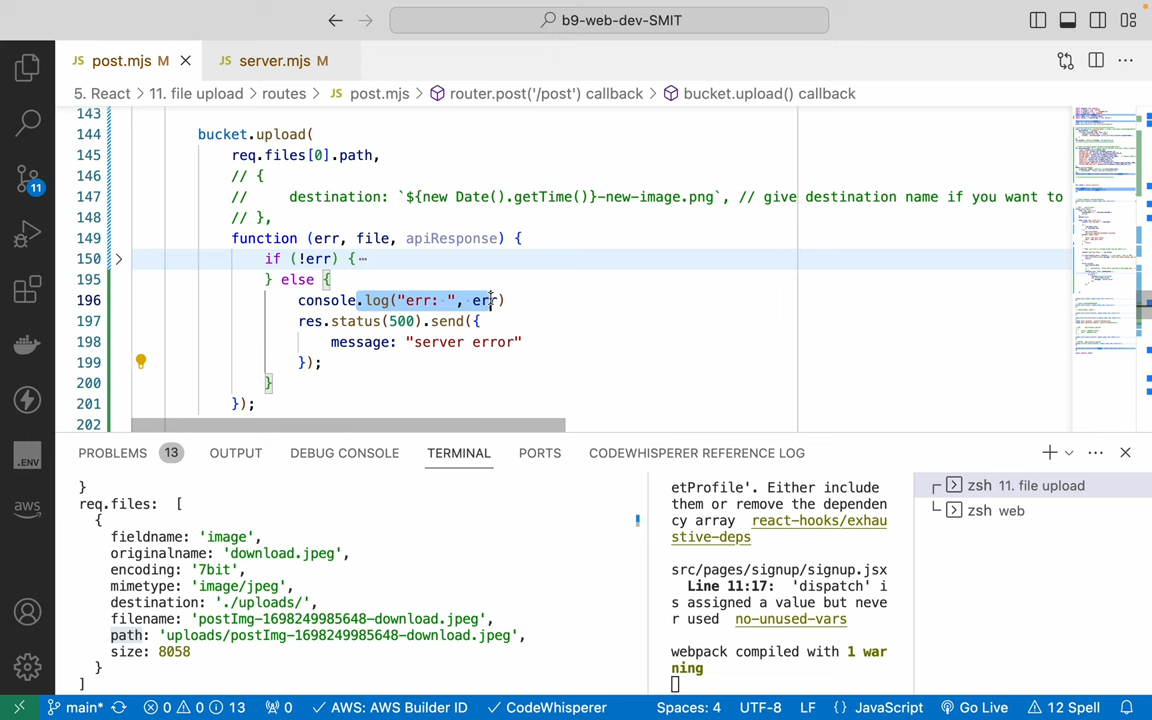 b9-web-dev-SMIT
JS post.mjs M
JS server.mjs M
5. React > 11. file upload > routes > JS post.mjs > router.post('/post') callback > bucket.upload() callback
143
144 bucket.upload(
145 req.files[0].path,
146 // {
147 //     destination: `${new Date().getTime()}-new-image.png`, // give destination name if you want to
148 // },
149 function (err, file, apiResponse) {
150 if (!err) {⋯
195 } else {
196 console.log("err: ", err)
197 res.status(500).send({
198 message: "server error"
199 });
200 }
201 });
202
11
PROBLEMS 13 OUTPUT DEBUG CONSOLE TERMINAL PORTS CODEWHISPERER REFERENCE LOG
}
req.files:  [
{
fieldname: 'image',
originalname: 'download.jpeg',
encoding: '7bit',
mimetype: 'image/jpeg',
destination: './uploads/',
filename: 'postImg-1698249985648-download.jpeg',
path: 'uploads/postImg-1698249985648-download.jpeg',
size: 8058
}
]
etProfile'. Either include
them or remove the dependen
cy array  react-hooks/exhau
stive-deps
src/pages/signup/signup.jsx
Line 11:17:  'dispatch' i
s assigned a value but neve
r used  no-unused-vars
webpack compiled with 1 war
ning
zsh 11. file upload
zsh web
.ENV
aws
main* 0 0 13 0 AWS: AWS Builder ID CodeWhisperer Spaces: 4 UTF-8 LF {} JavaScript Go Live 12 Spell